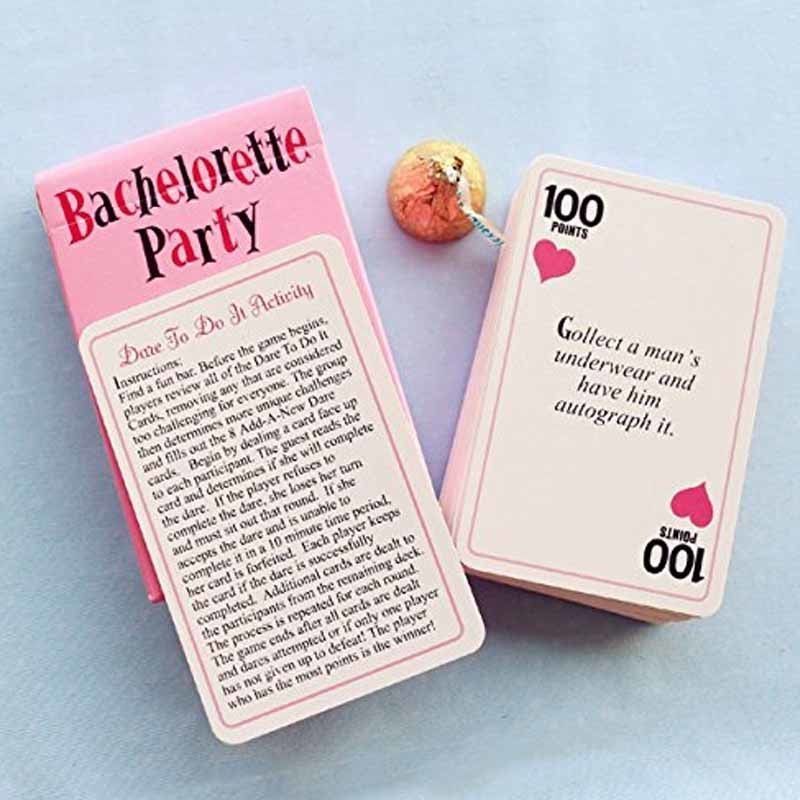 Bachelorette
Party
Dare To Do It Activity
Instructions:
Find a fun bar. Before the game begins,
players review all of the Dare To Do It
Cards, removing any that are considered
too challenging for everyone. The group
then determines more unique challenges
and fills out the 8 Add-A-New Dare
cards. Begin by dealing a card face up
to each participant. The guest reads the
card and determines if she will complete
the dare. If the player refuses to
complete the dare, she loses her turn
and must sit out that round. If she
accepts the dare and is unable to
complete it in a 10 minute time period,
her card is forfeited. Each player keeps
the card if the dare is successfully
completed. Additional cards are dealt to
the participants from the remaining deck.
The process is repeated for each round.
The game ends after all cards are dealt
and dares attempted or if only one player
has not given up to defeat! The player
who has the most points is the winner!
100
POINTS
Gollect a man's
underwear and
have him
autograph it.
100
POINTS